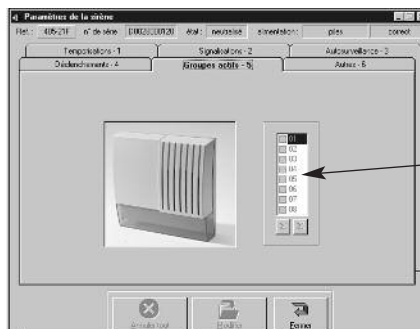 Paramètres de la sirène
Réf.: 405-21F n° de série D0028C00120 état: neutralisé alimentation: piles correct
Temporisations - 1 Signalisations - 2 Autosurveillance - 3
Déclenchements - 4 Groupes actifs - 5 Autres - 6
01
02
03
04
05
06
07
08
Annuler tout Modifier Fermer